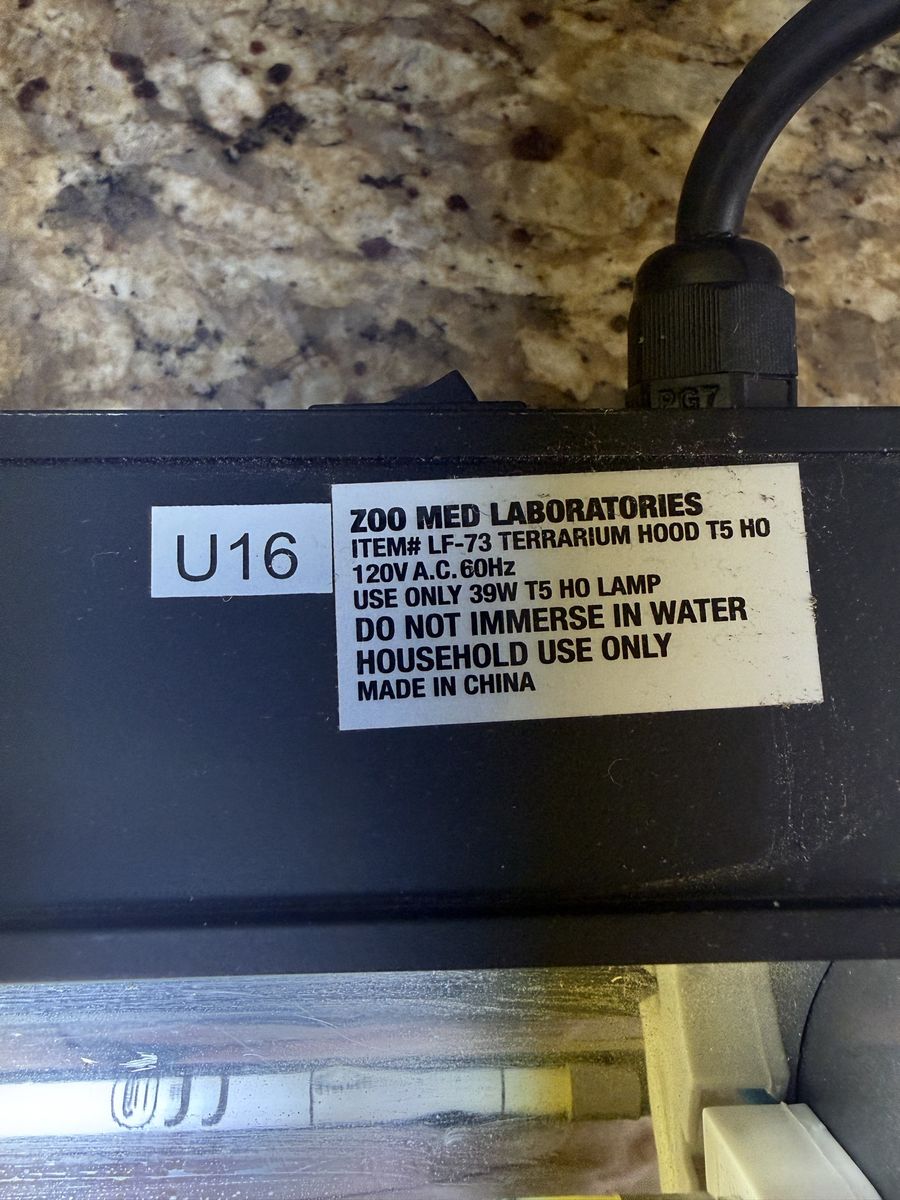 PG7
U16
ZOO MED LABORATORIES
ITEM# LF-73 TERRARIUM HOOD T5 HO
120V A.C. 60Hz
USE ONLY 39W T5 HO LAMP
DO NOT IMMERSE IN WATER
HOUSEHOLD USE ONLY
MADE IN CHINA